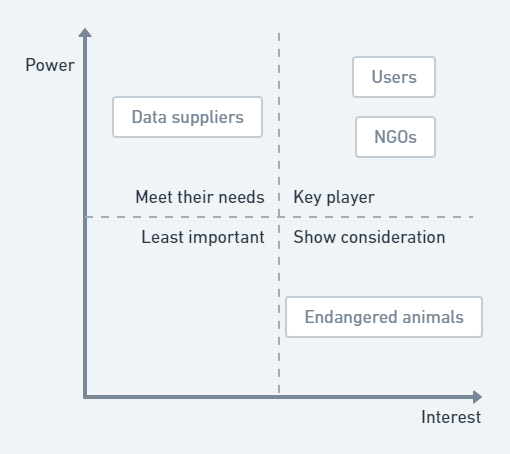 Power
Users
Data suppliers
NGOs
Meet their needs
Key player
Least important
Show consideration
Endangered animals
Interest